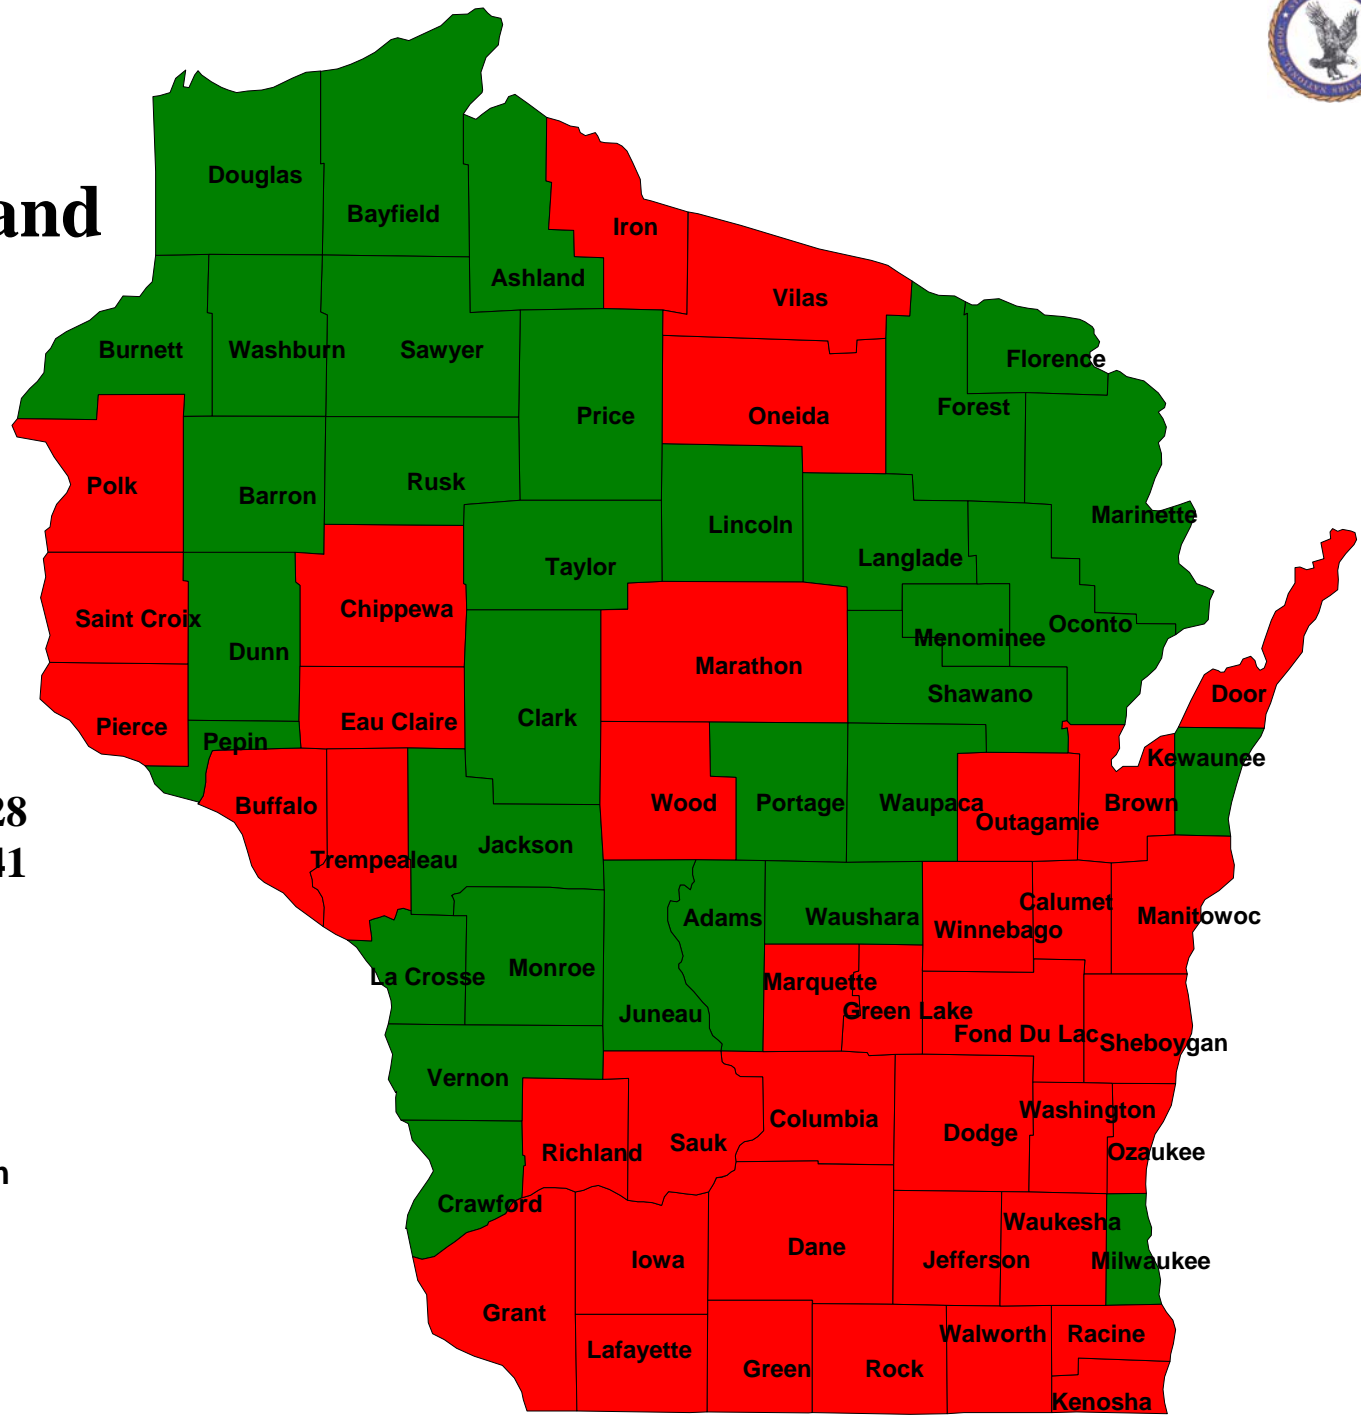 and
Douglas
Bayfield
Iron
Ashland
Vilas
Burnett
Washburn
Sawyer
Florence
Forest
Price
Oneida
Polk
Barron
Rusk
Marinette
Lincoln
Langlade
Taylor
Chippewa
Saint Croix
Oconto
Menominee
Dunn
Marathon
Shawano
Door
Clark
Eau Claire
Pierce
Pepin
Kewaunee
28
Buffalo
Wood
Portage
Waupaca
Brown
Outagamie
41
Jackson
Trempealeau
Calumet
Adams
Waushara
Manitowoc
Winnebago
La Crosse
Monroe
Marquette
Green Lake
Juneau
Fond Du Lac
Sheboygan
Vernon
Washington
Columbia
Dodge
Sauk
Richland
Ozaukee
n
Crawford
Waukesha
Dane
Iowa
Jefferson
Milwaukee
Grant
Walworth
Racine
Lafayette
Green
Rock
Kenosha